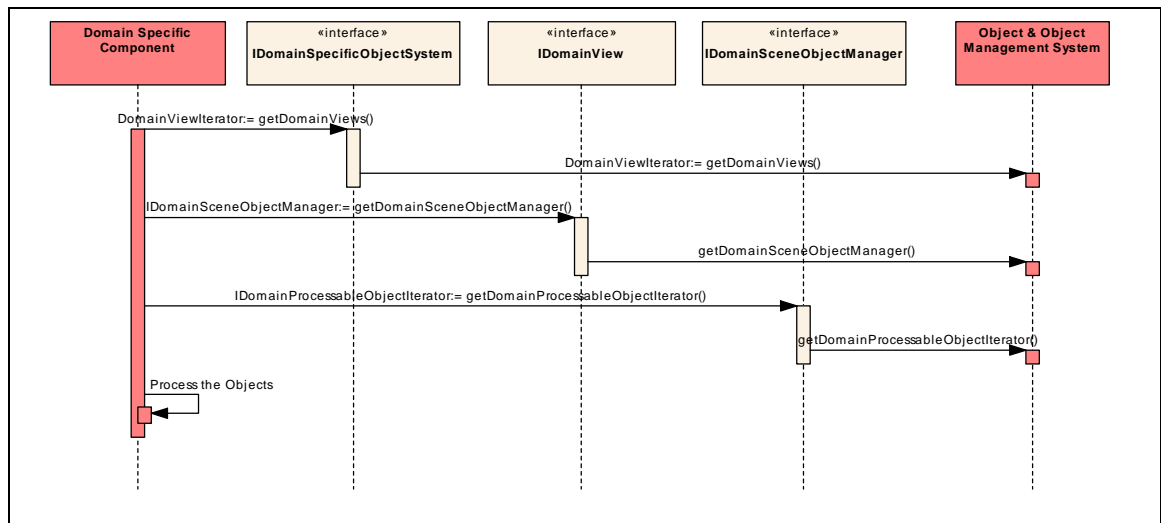 Domain Specific
Component
«interface»
IDomainSpecificObjectSystem
«interface»
IDomainView
«interface»
IDomainSceneObjectManager
Object & Object
Management System
DomainViewIterator:= getDomainViews()
DomainViewIterator:= getDomainViews()
IDomainSceneObjectManager:= getDomainSceneObjectManager()
getDomainSceneObjectManager()
IDomainProcessableObjectIterator:= getDomainProcessableObjectIterator()
getDomainProcessableObjectIterator()
Process the Objects